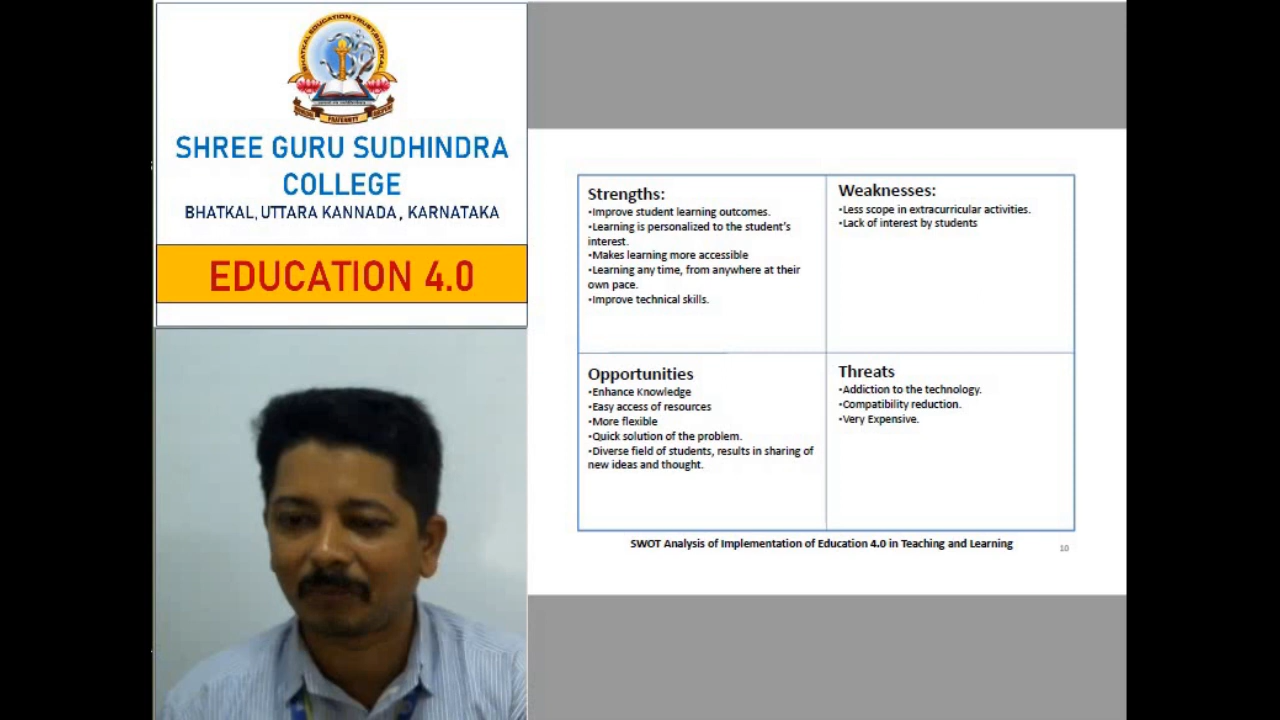 BHATKAL EDUCATION TRUST, BHATKAL
FRATERNITY
SHREE GURU SUDHINDRA
COLLEGE
BHATKAL, UTTARA KANNADA , KARNATAKA
EDUCATION 4.0
Strengths:
•Improve student learning outcomes.
•Learning is personalized to the student's
interest.
•Makes learning more accessible
•Learning any time, from anywhere at their
own pace.
•Improve technical skills.
Weaknesses:
•Less scope in extracurricular activities.
•Lack of interest by students
Opportunities
•Enhance Knowledge
•Easy access of resources
•More flexible
•Quick solution of the problem.
•Diverse field of students, results in sharing of
new ideas and thought.
Threats
•Addiction to the technology.
•Compatibility reduction.
•Very Expensive.
SWOT Analysis of Implementation of Education 4.0 in Teaching and Learning
10